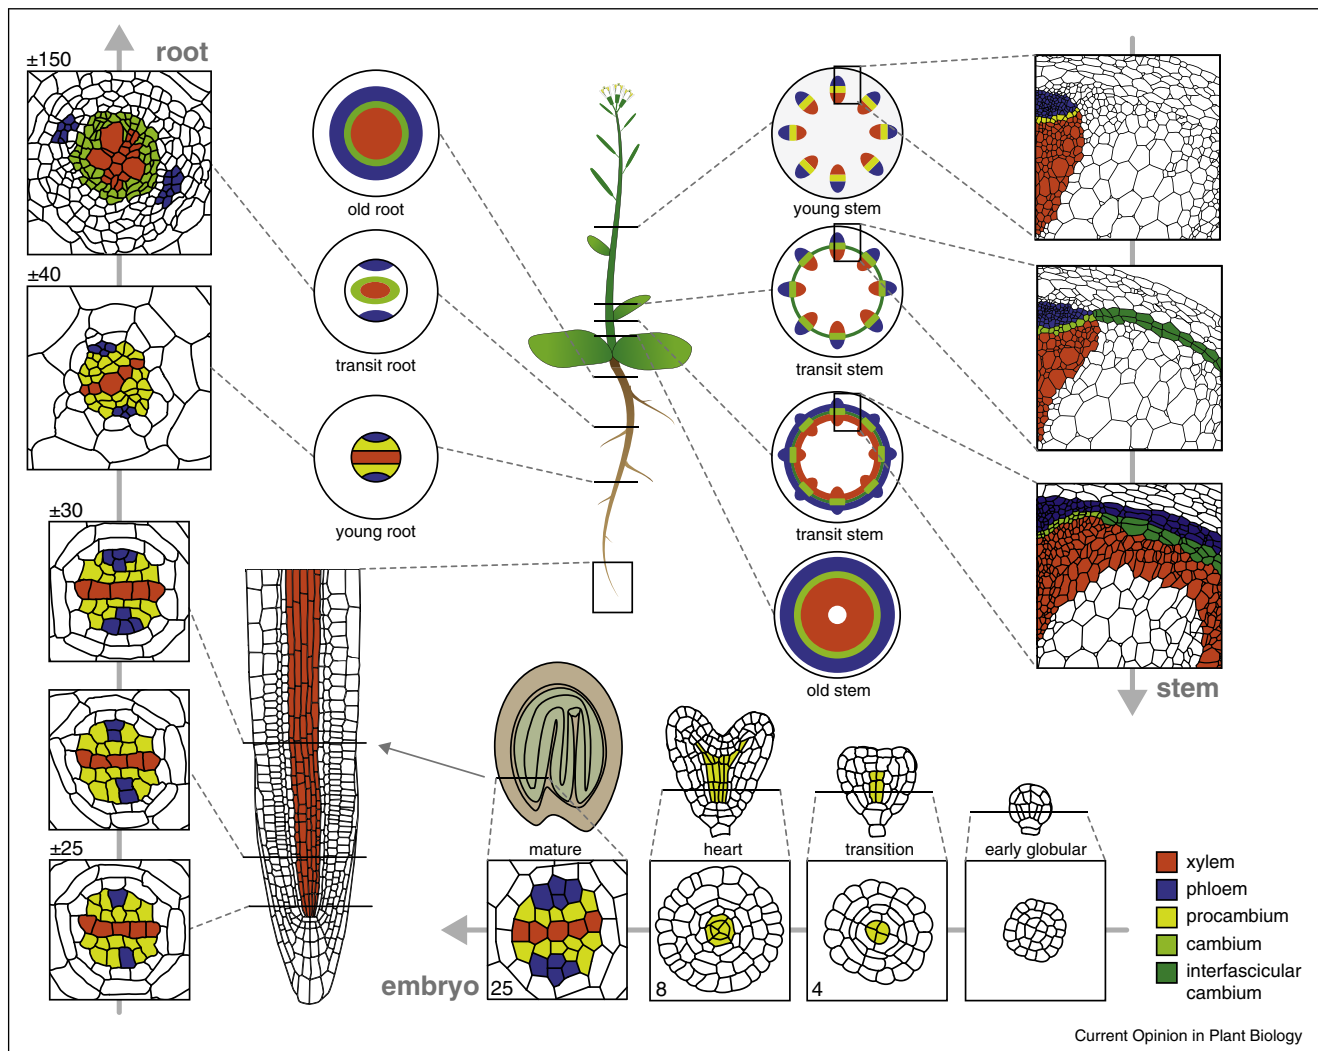 root
±150
±40
±30
±25
old root
transit root
young root
young stem
transit stem
transit stem
old stem
stem
mature
heart
transition
early globular
25
8
4
embryo
xylem
phloem
procambium
cambium
interfascicular
cambium
Current Opinion in Plant Biology